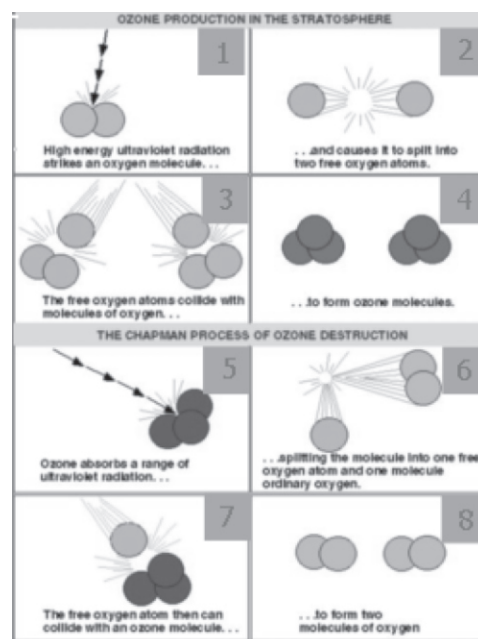 OZONE PRODUCTION IN THE STRATOSPHERE
1
High energy ultraviolet radiation
strikes an oxygen molecule. . .
2
. . .and causes it to split into
two free oxygen atoms.
3
The free oxygen atoms collide with
molecules of oxygen. . .
4
. . .to form ozone molecules.
THE CHAPMAN PROCESS OF OZONE DESTRUCTION
5
Ozone absorbs a range of
ultraviolet radiation. . .
6
. . .splitting the molecule into one free
oxygen atom and one molecule
ordinary oxygen.
7
The free oxygen atom then can
collide with an ozone molecule. . .
8
. . .to form two
molecules of oxygen